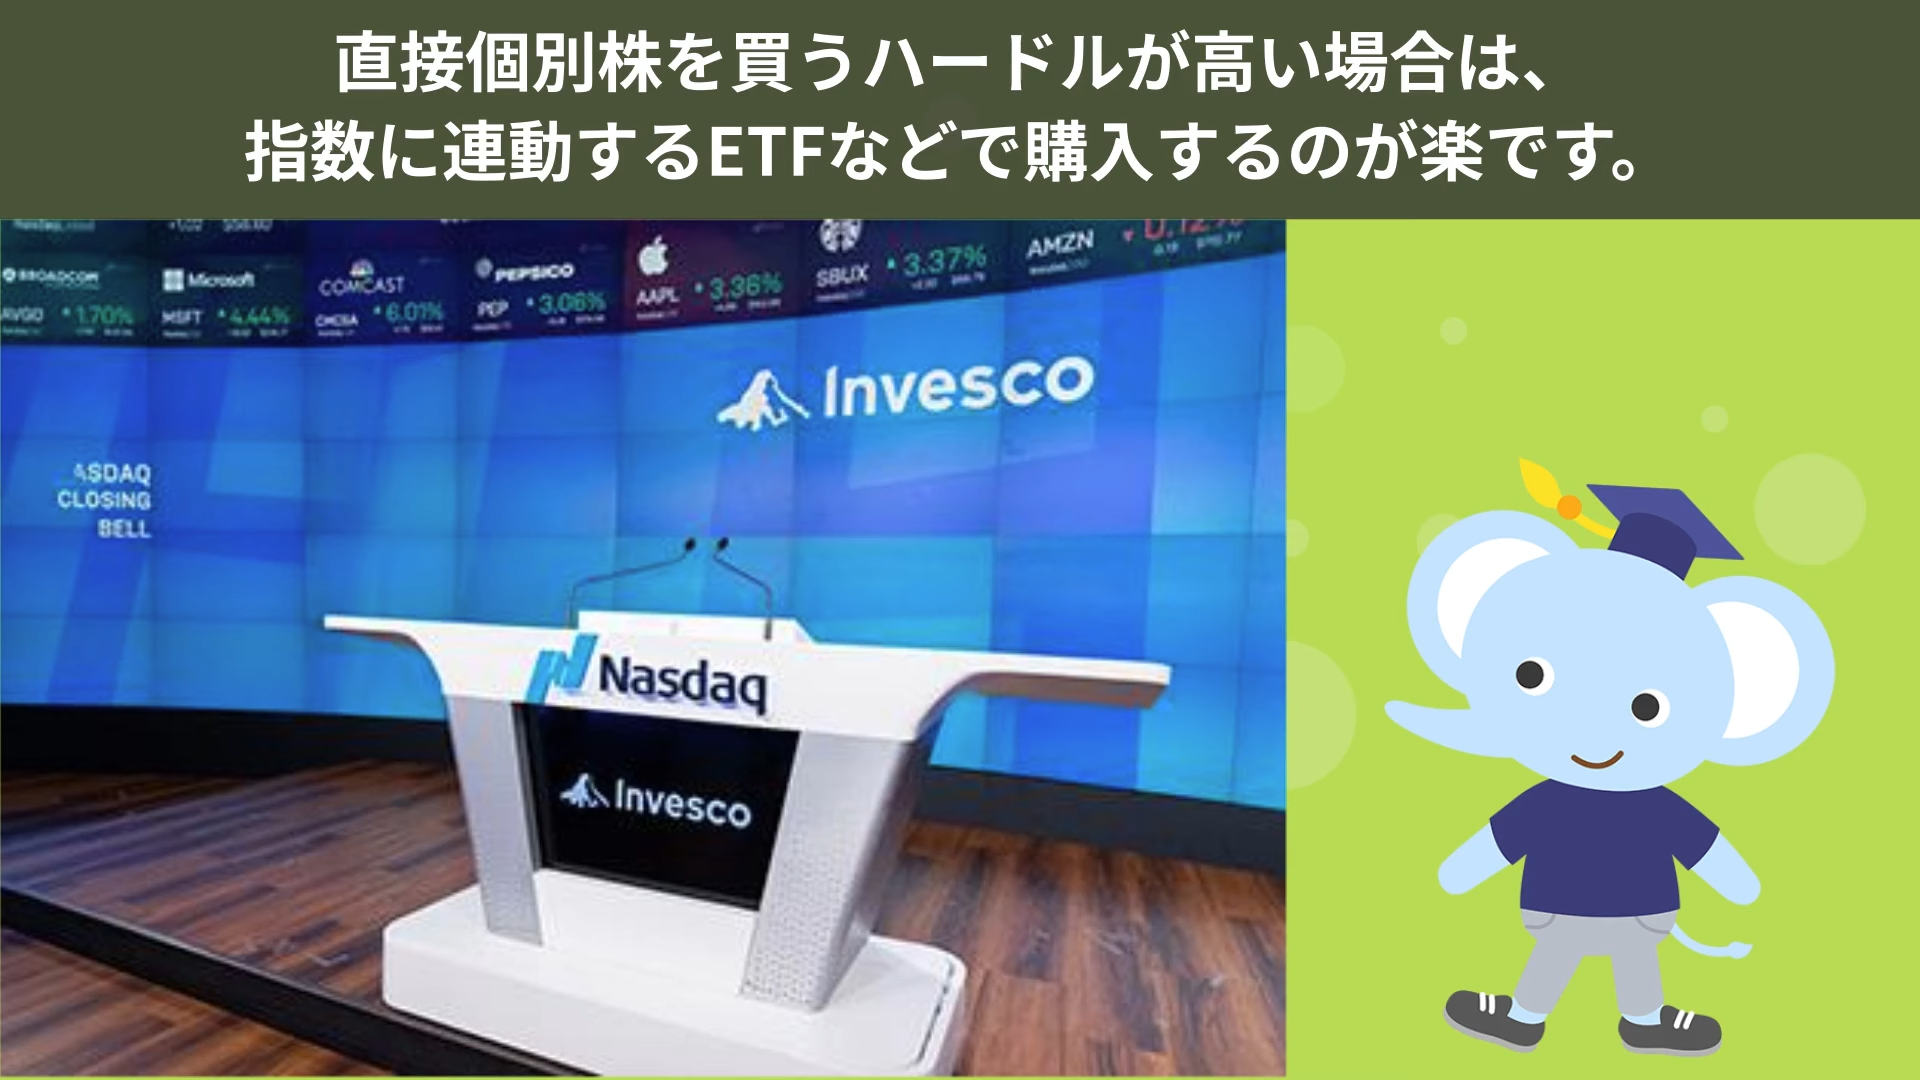 直接個別株を買うハードルが高い場合は、
指数に連動するETFなどで購入するのが楽です。
BROADCOM
AVGO 1.70%
Microsoft
MSFT 4.44%
COMCAST
CMCSA 6.01%
PEPSICO
PEP 3.06%
AAPL 3.36%
SBUX 3.37%
AMZN
Invesco
ASDAQ
CLOSING
BELL
Nasdaq
Invesco